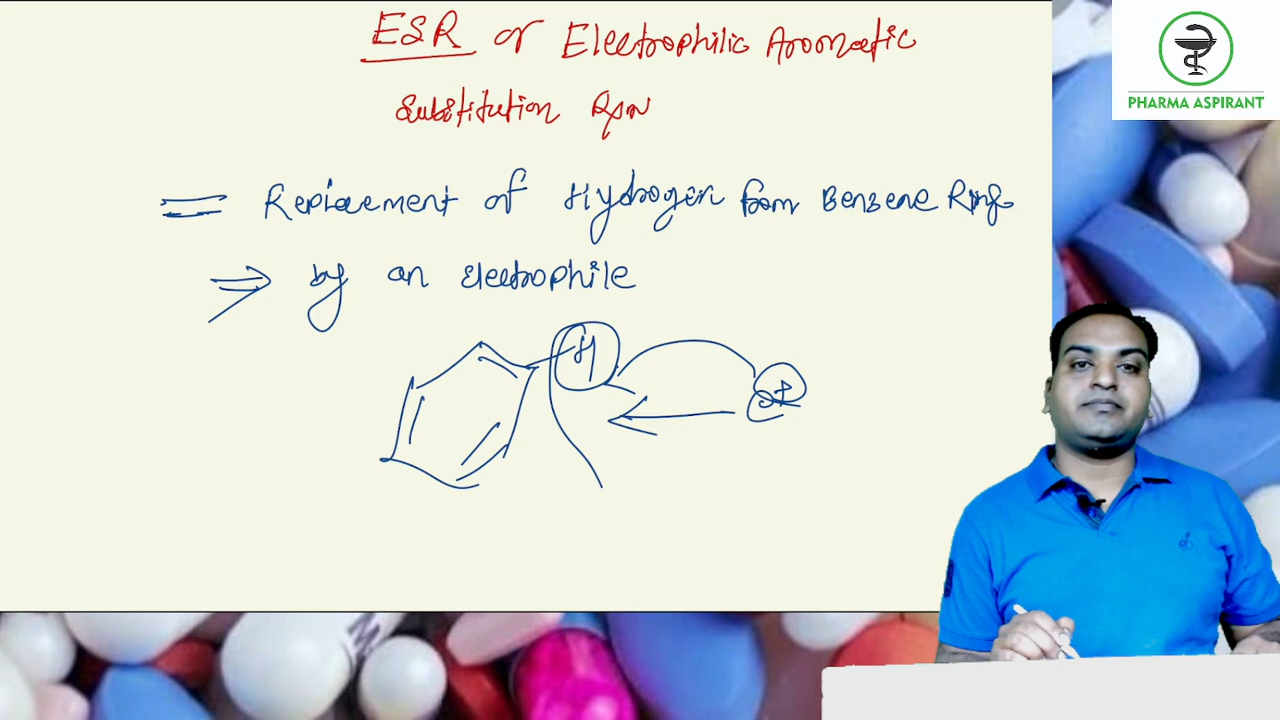 ESR or Electrophilic Aromatic
Substitution Rxn
PHARMA ASPIRANT
= Replacement of Hydrogen from Benzene Ring
⇒ by an Electrophile
H